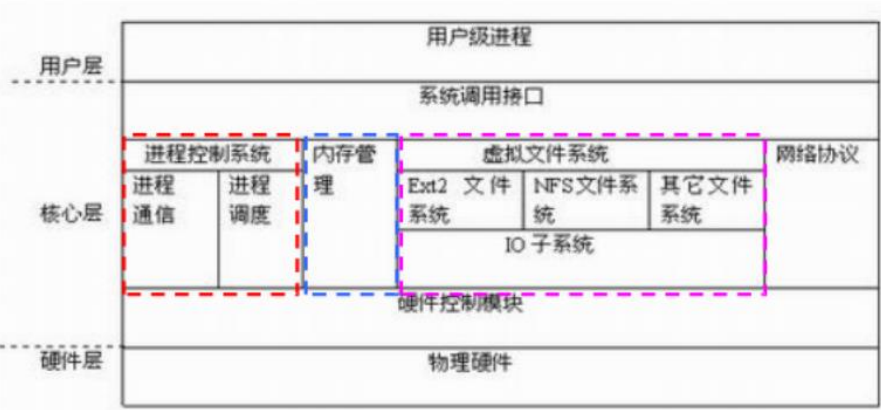 用户级进程
用户层
系统调用接口
进程控制系统
内存管
理
虚拟文件系统
网络协议
进程
通信
进程
调度
Ext2 文件
系统
NFS文件系
统
其它文件
系统
核心层
IO 子系统
硬件控制模块
硬件层
物理硬件